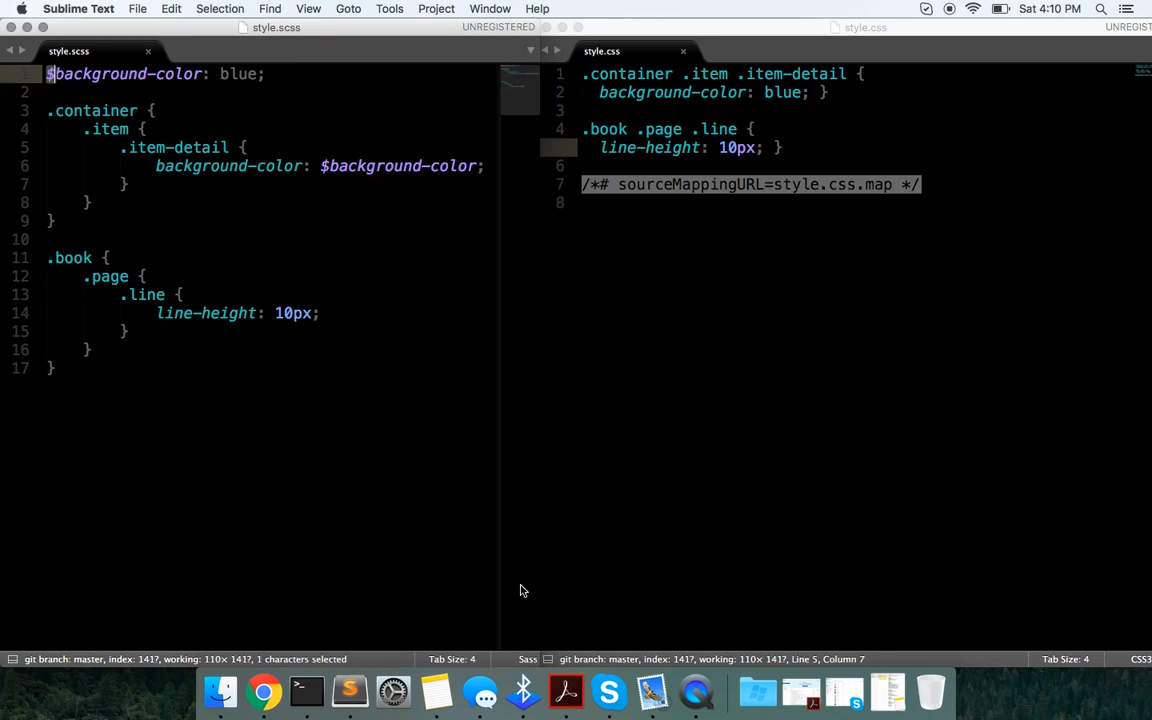 Sublime Text File Edit Selection Find View Goto Tools Project Window Help Sat 4:10 PM
style.scss UNREGISTERED style.css UNREGIST
style.scss × style.css ×
1 $background-color: blue;
2
3 .container {
4 .item {
5 .item-detail {
6 background-color: $background-color;
7 }
8 }
9 }
10
11 .book {
12 .page {
13 .line {
14 line-height: 10px;
15 }
16 }
17 }
1 .container .item .item-detail {
2 background-color: blue; }
3
4 .book .page .line {
line-height: 10px; }
6
7 /*# sourceMappingURL=style.css.map */
8
git branch: master, index: 141?, working: 110× 141?, 1 characters selected Tab Size: 4 Sass
git branch: master, index: 141?, working: 110× 141?, Line 5, Column 7 Tab Size: 4 CSS3